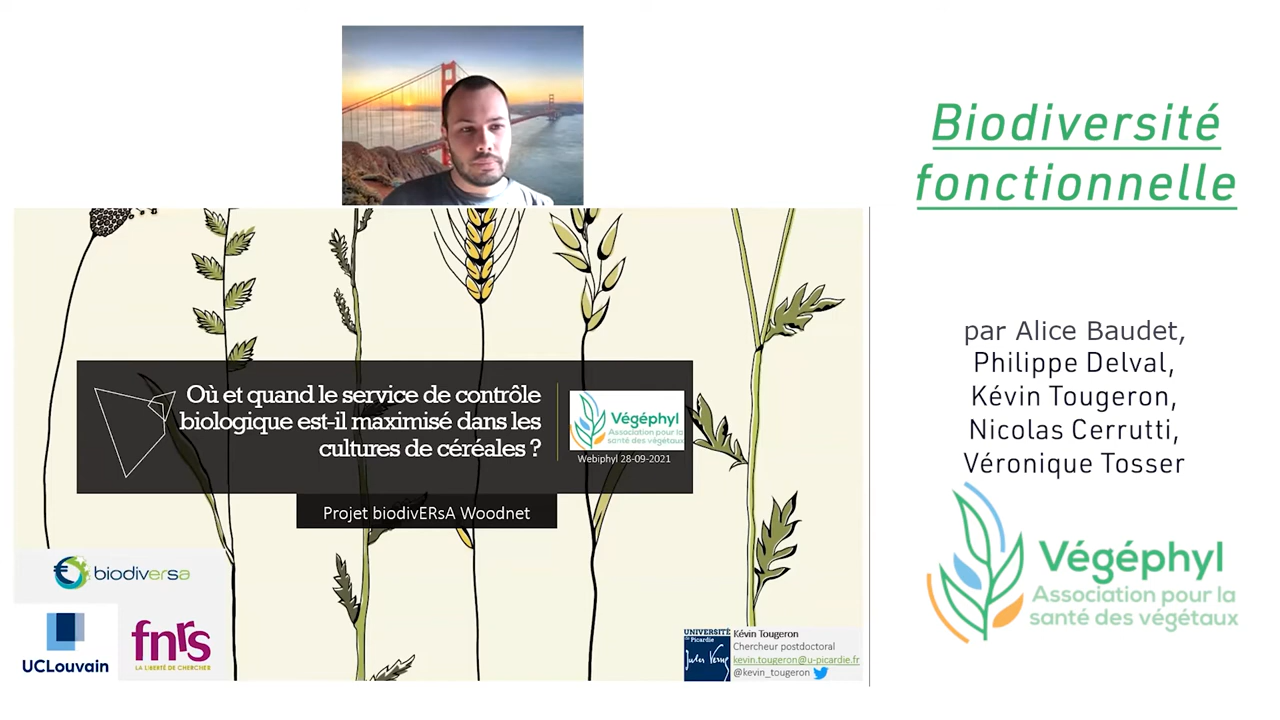 Biodiversité
fonctionnelle
par Alice Baudet,
Philippe Delval,
Kévin Tougeron,
Nicolas Cerrutti,
Véronique Tosser
Végéphyl
Association pour la
santé des végétaux
Où et quand le service de contrôle
biologique est-il maximisé dans les
cultures de céréales ?
Végéphyl
Association pour la
santé des végétaux
Webiphyl 28-09-2021
Projet biodivERsA Woodnet
biodiversa
UCLouvain
fnrs
LA LIBERTÉ DE CHERCHER
UNIVERSITÉ
de Picardie
Jules Verne
Kévin Tougeron
Chercheur postdoctoral
kevin.tougeron@u-picardie.fr
@kevin_tougeron